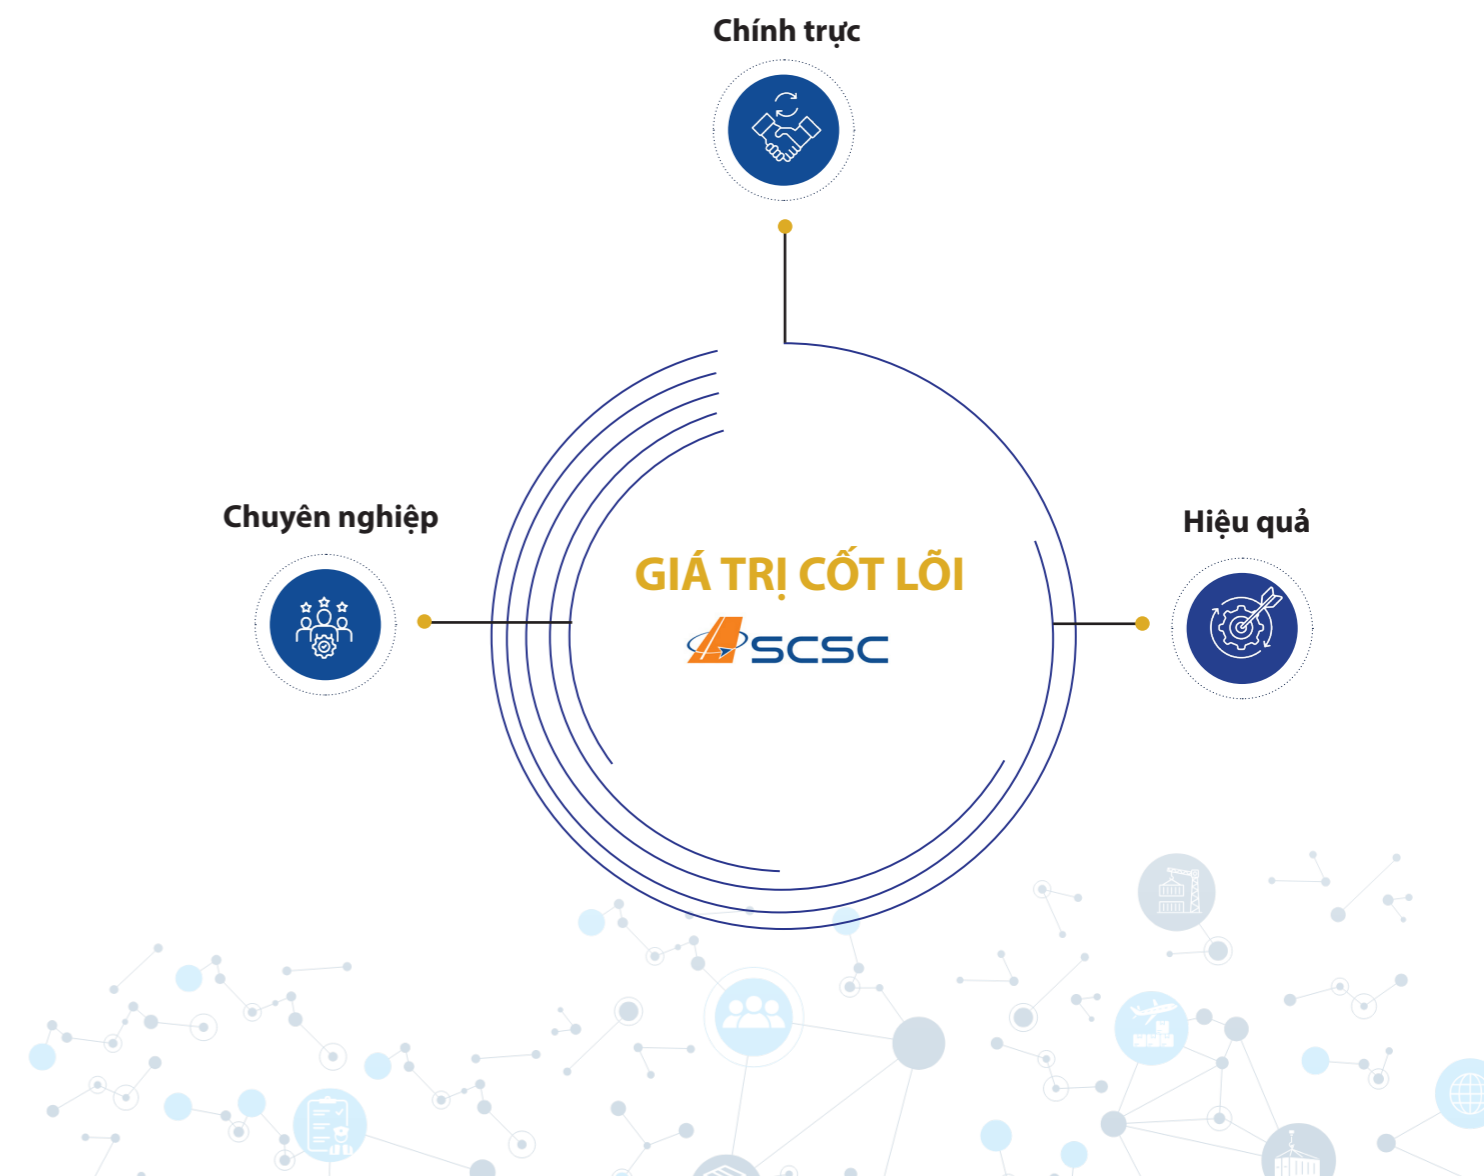 Chính trực
Chuyên nghiệp
Hiệu quả
GIÁ TRỊ CỐT LÕI
SCSC